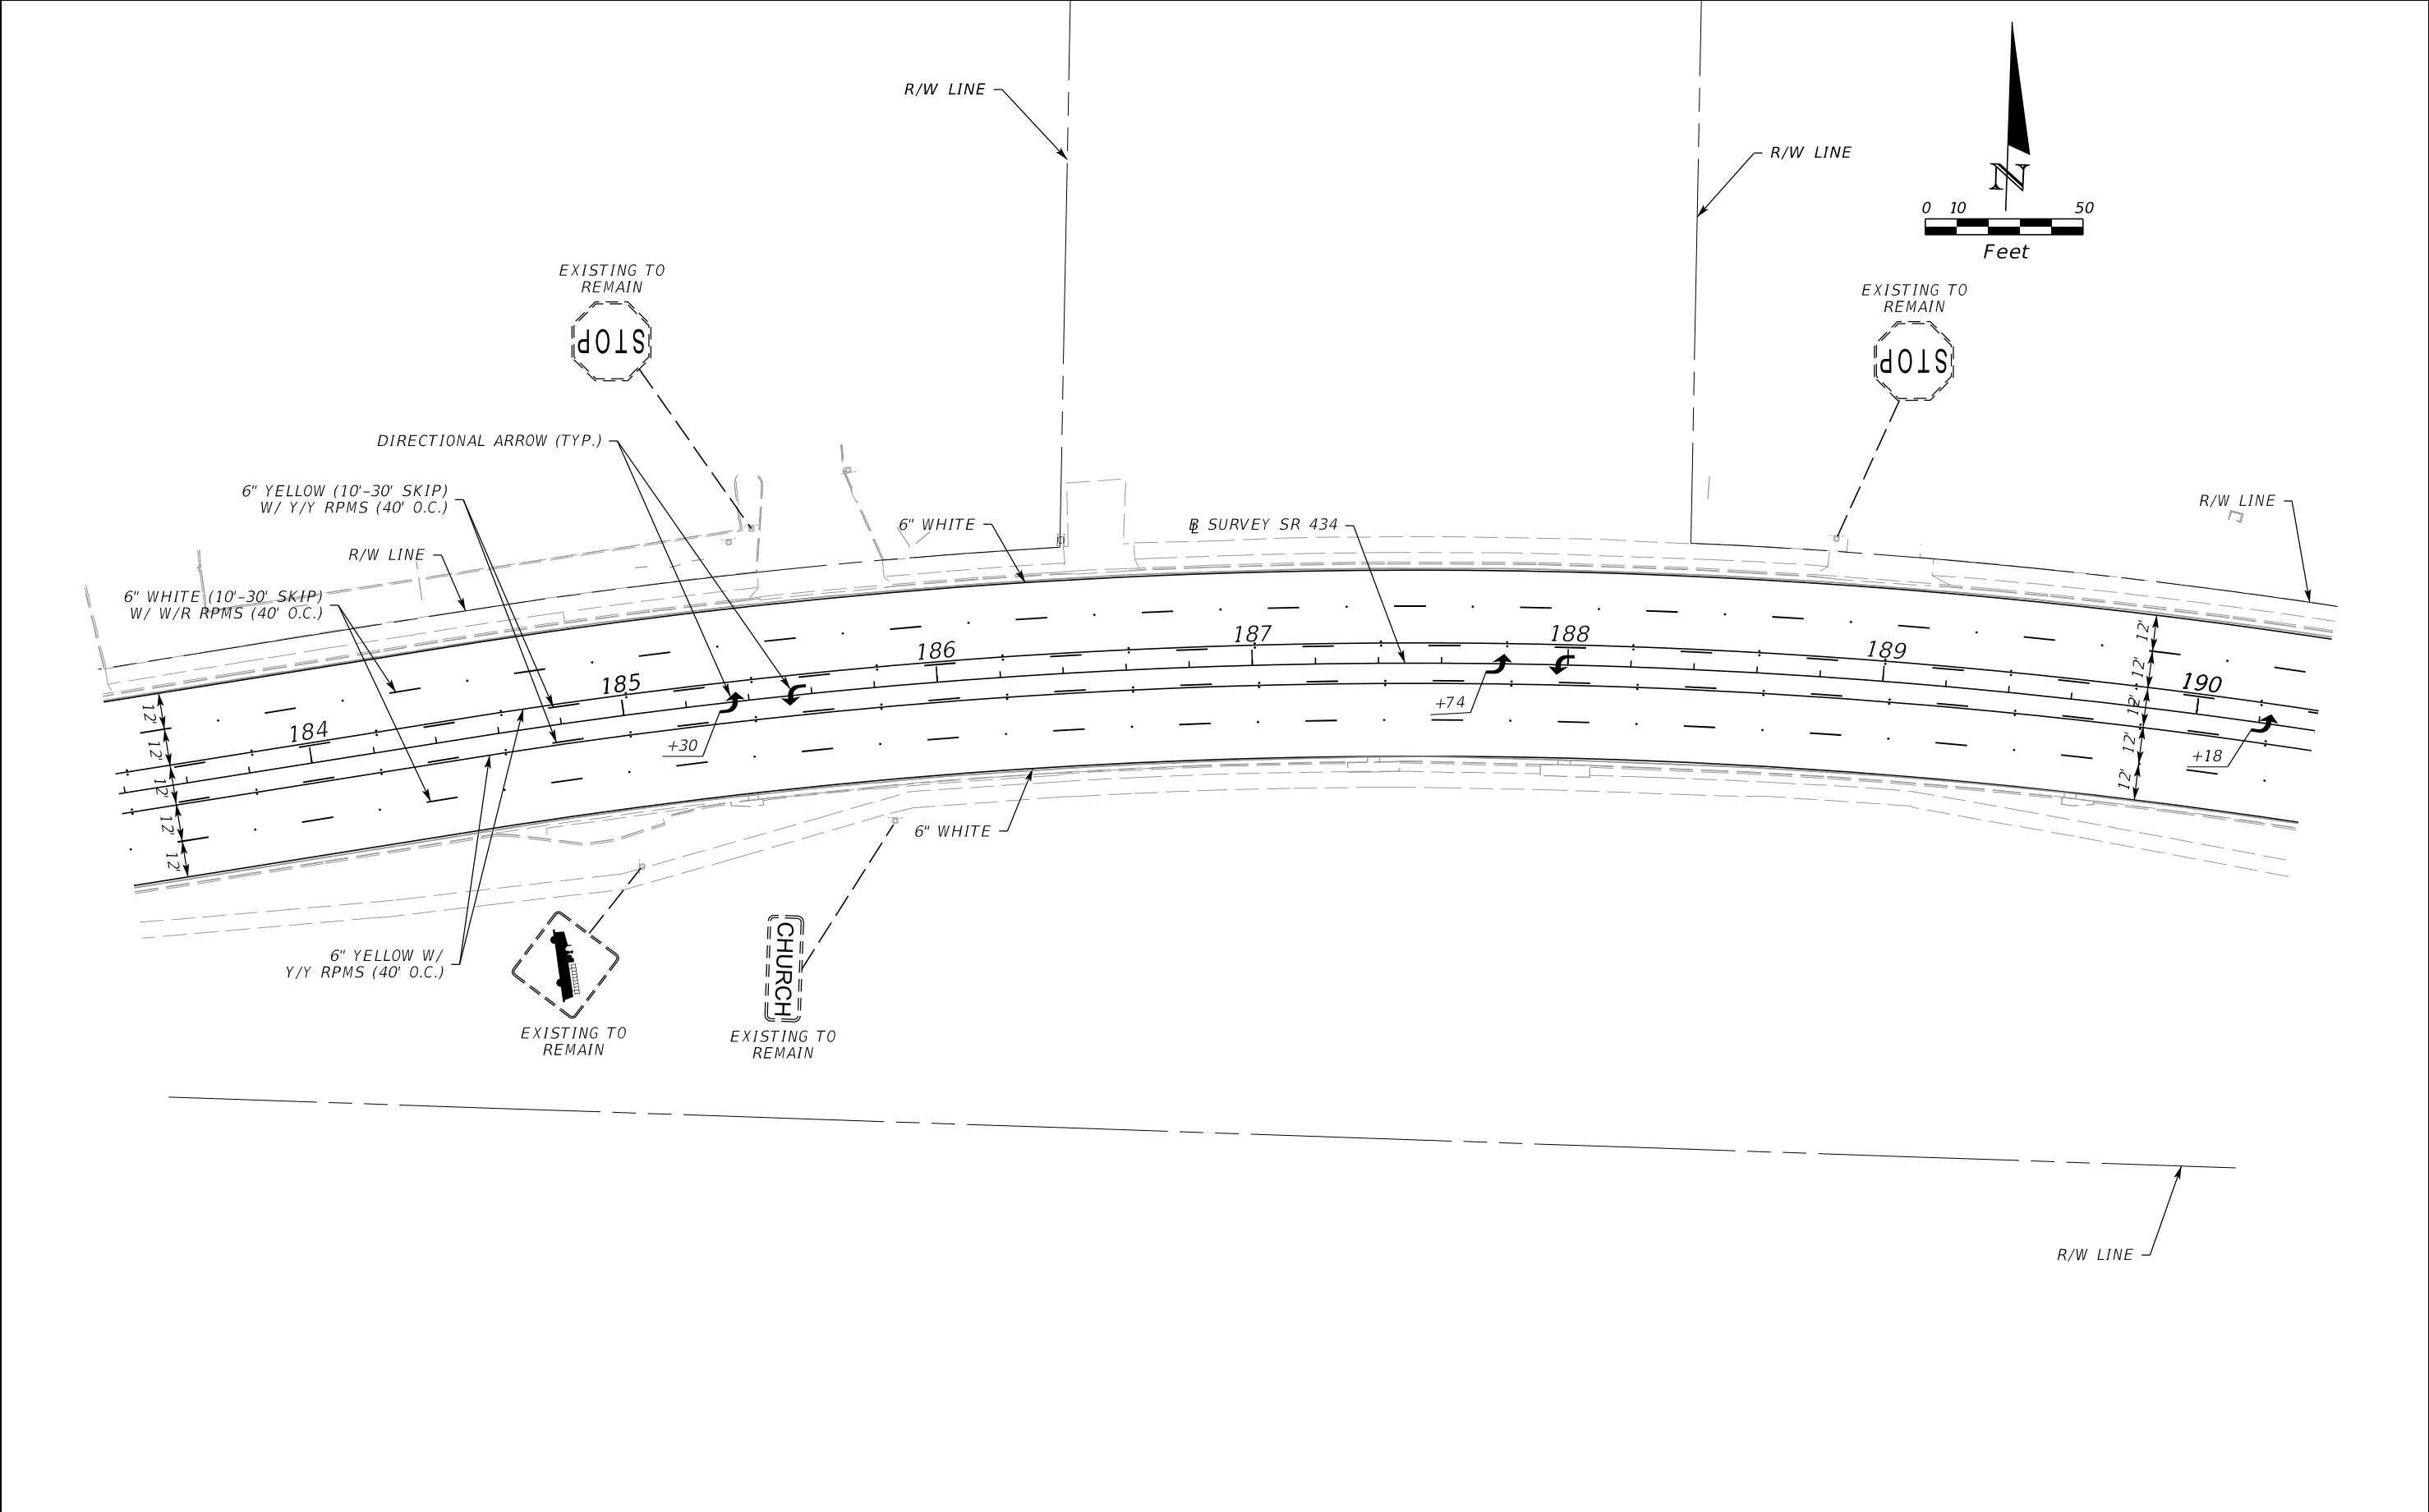 R/W LINE
R/W LINE
N
0 10 50
Feet
EXISTING TO
REMAIN
STOP
EXISTING TO
REMAIN
STOP
DIRECTIONAL ARROW (TYP.)
6" YELLOW (10'-30' SKIP)
W/ Y/Y RPMS (40' O.C.)
R/W LINE
6" WHITE
BL SURVEY SR 434
R/W LINE
6" WHITE (10'-30' SKIP)
W/ W/R RPMS (40' O.C.)
184
185
186
187
188
189
190
12'
12'
12'
12'
12'
12'
12'
12'
12'
12'
+30
+74
+18
6" WHITE
6" YELLOW W/
Y/Y RPMS (40' O.C.)
EXISTING TO
REMAIN
CHURCH
EXISTING TO
REMAIN
R/W LINE